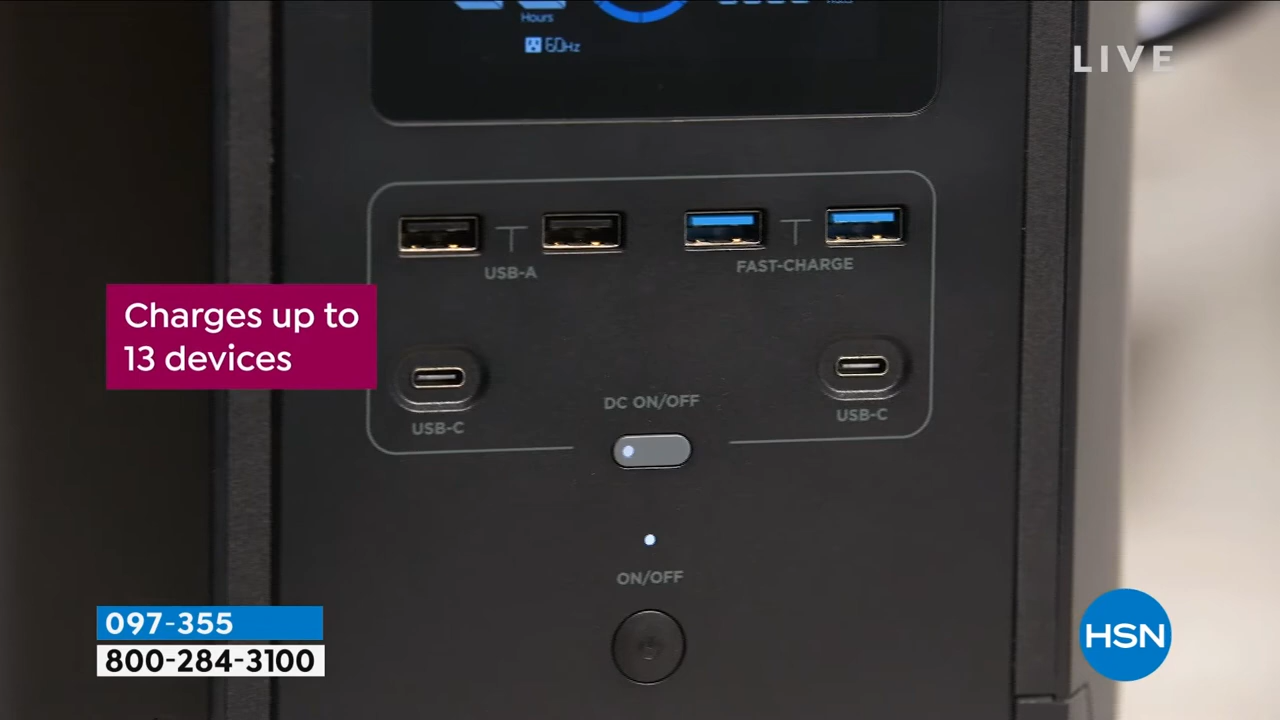 Hours
60Hz
LIVE
USB-A
FAST-CHARGE
Charges up to
13 devices
USB-C
DC ON/OFF
USB-C
ON/OFF
097-355
800-284-3100
HSN